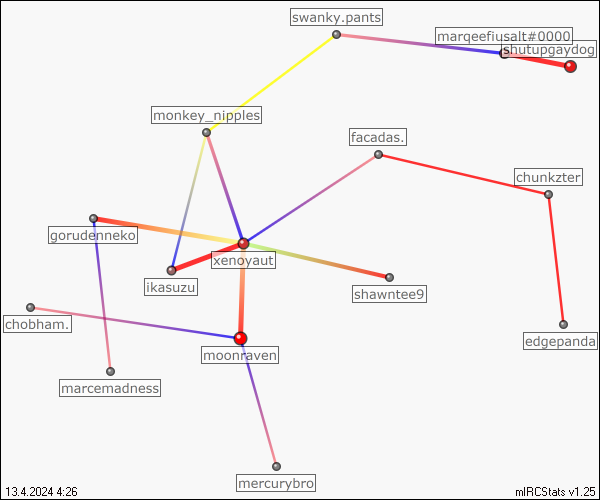 swanky.pants
marqeefiusalt#0000
shutupgaydog
monkey_nipples
facadas.
chunkzter
gorudenneko
xenoyaut
ikasuzu
shawntee9
chobham.
edgepanda
moonraven
marcemadness
mercurybro
13.4.2024 4:26
mIRCStats v1.25